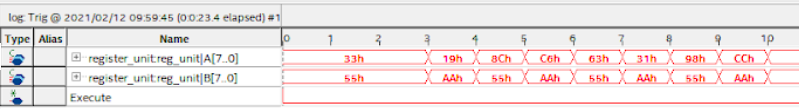 log: Trig @ 2021/02/12 09:59:45 (0:0:23.4 elapsed) #1
Type Alias Name 0 1 2 3 4 5 6 7 8 9 10
register_unit:reg_unit|A[7..0] 33h 19h 8Ch C6h 63h 31h 98h CCh
register_unit:reg_unit|B[7..0] 55h AAh 55h AAh 55h AAh 55h AAh
Execute